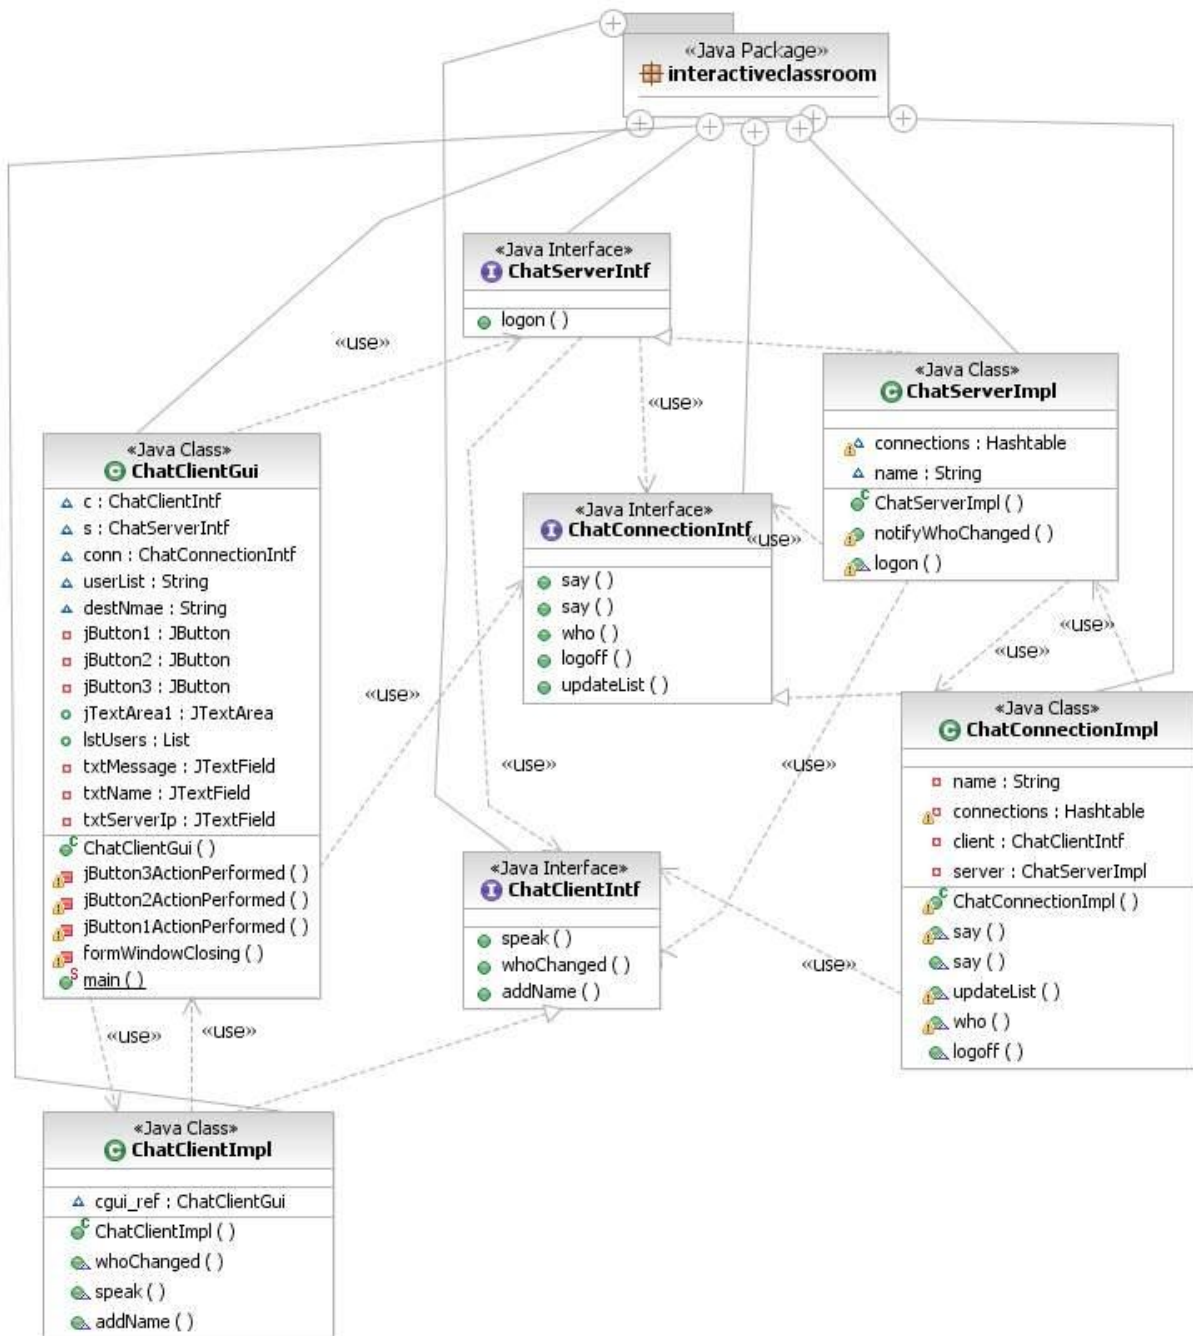 «Java Package»
interactiveclassroom
«Java Interface»
ChatServerIntf
logon ( )
«use»
«use»
«Java Class»
ChatServerImpl
connections : Hashtable
name : String
ChatServerImpl ( )
notifyWhoChanged ( )
logon ( )
«Java Class»
ChatClientGui
c : ChatClientIntf
s : ChatServerIntf
conn : ChatConnectionIntf
userList : String
destNmae : String
jButton1 : JButton
jButton2 : JButton
jButton3 : JButton
jTextArea1 : JTextArea
lstUsers : List
txtMessage : JTextField
txtName : JTextField
txtServerIp : JTextField
ChatClientGui ( )
jButton3ActionPerformed ( )
jButton2ActionPerformed ( )
jButton1ActionPerformed ( )
formWindowClosing ( )
main ( )
«Java Interface»
ChatConnectionIntf
«use»
say ( )
say ( )
who ( )
logoff ( )
updateList ( )
«use»
«use»
«use»
«Java Class»
ChatConnectionImpl
name : String
connections : Hashtable
client : ChatClientIntf
server : ChatServerImpl
ChatConnectionImpl ( )
say ( )
say ( )
updateList ( )
who ( )
logoff ( )
«use»
«use»
«use»
«Java Interface»
ChatClientIntf
speak ( )
whoChanged ( )
addName ( )
«use»
«use»
«use»
«Java Class»
ChatClientImpl
cgui_ref : ChatClientGui
ChatClientImpl ( )
whoChanged ( )
speak ( )
addName ( )